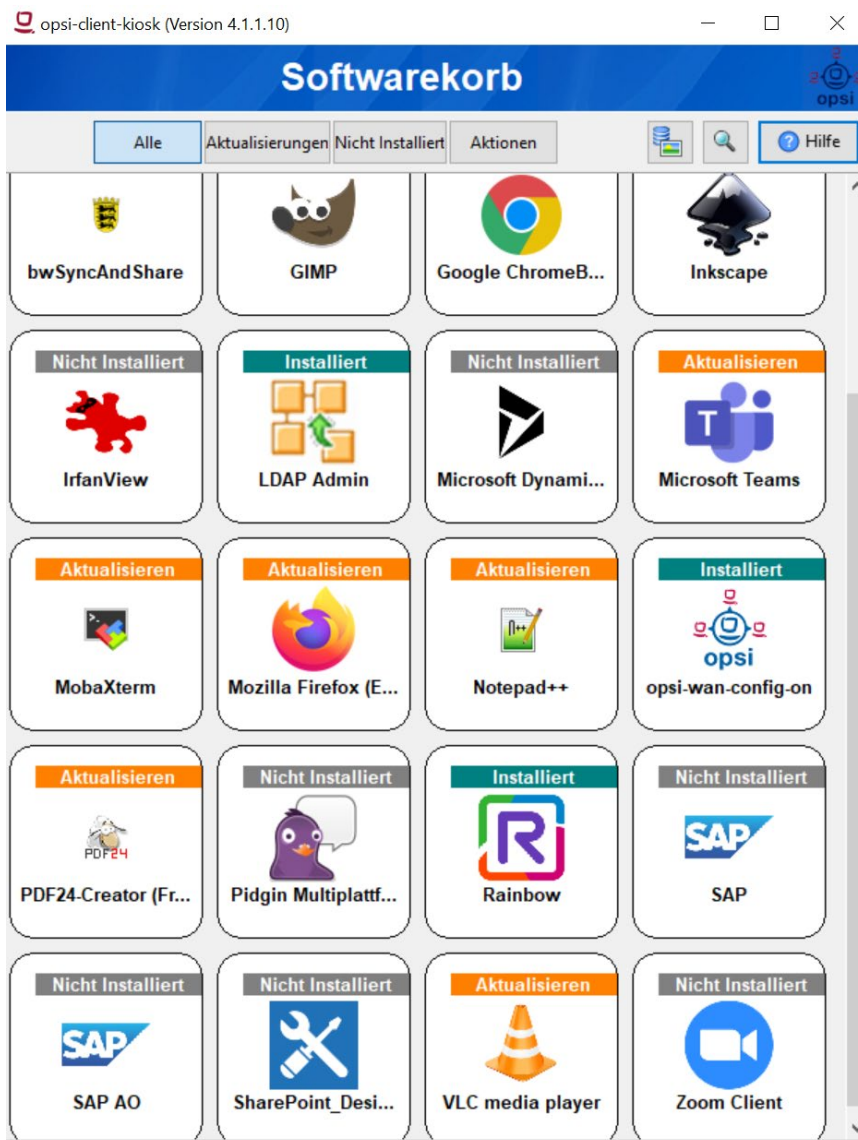 opsi-client-kiosk (Version 4.1.1.10)
Softwarekorb
opsi
Alle Aktualisierungen Nicht Installiert Aktionen Hilfe
bwSyncAndShare GIMP Google ChromeB... Inkscape
Nicht Installiert Installiert Nicht Installiert Aktualisieren
T
IrfanView LDAP Admin Microsoft Dynami... Microsoft Teams
Aktualisieren Aktualisieren Aktualisieren Installiert
n++
opsi
MobaXterm Mozilla Firefox (E... Notepad++ opsi-wan-config-on
Aktualisieren Nicht Installiert Installiert Nicht Installiert
PDF24 R SAP
PDF24-Creator (Fr... Pidgin Multiplattf... Rainbow SAP
Nicht Installiert Nicht Installiert Aktualisieren Nicht Installiert
SAP
SAP AO SharePoint_Desi... VLC media player Zoom Client